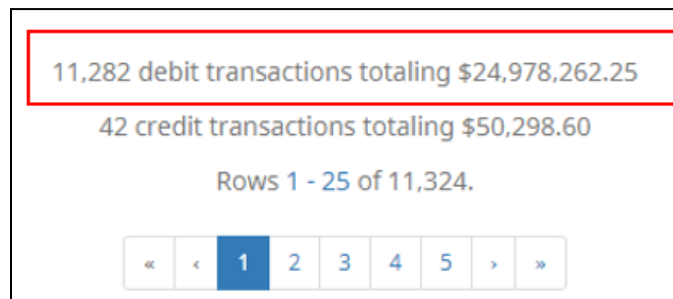 11,282 debit transactions totaling $24,978,262.25
42 credit transactions totaling $50,298.60
Rows 1 - 25 of 11,324.
« ‹ 1 2 3 4 5 › »